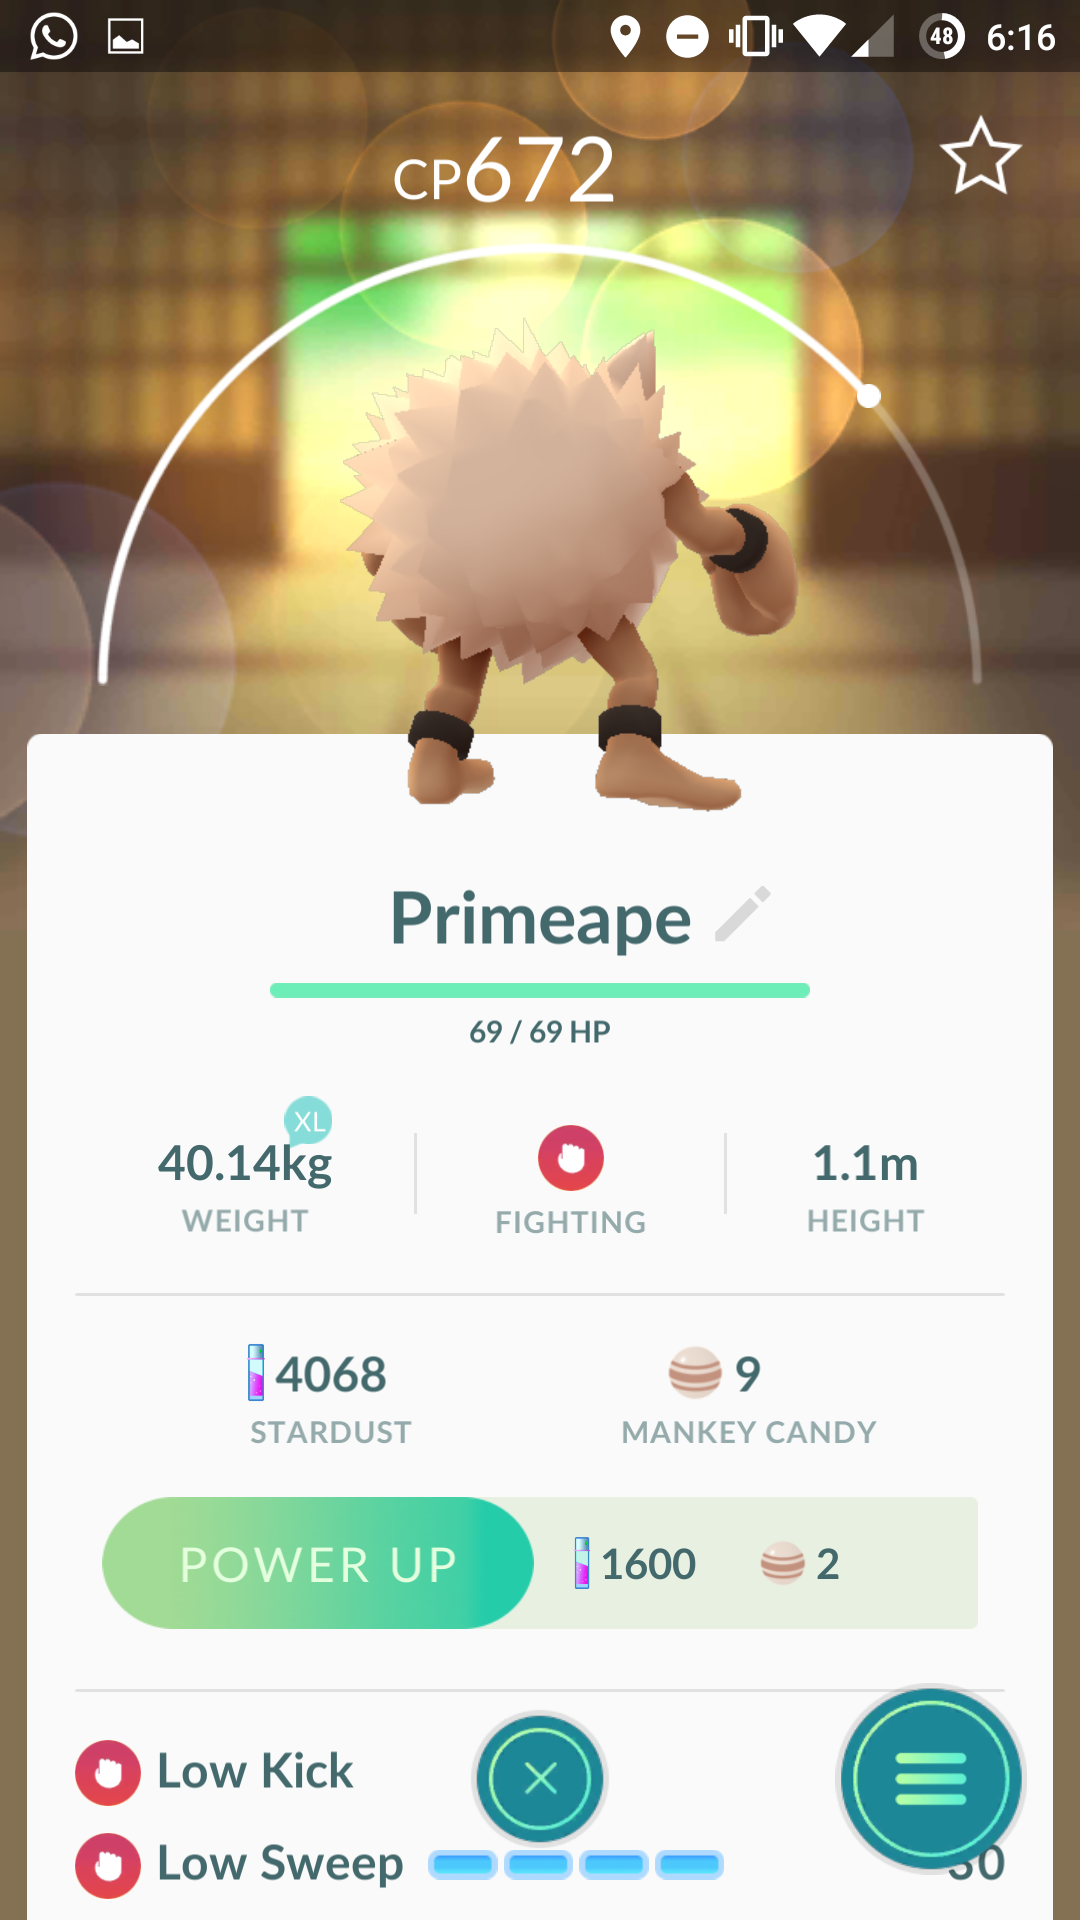 48 6:16
CP672
Primeape
69 / 69 HP
XL
40.14kg
WEIGHT
FIGHTING
1.1m
HEIGHT
4068
STARDUST
9
MANKEY CANDY
POWER UP
1600
2
Low Kick
Low Sweep